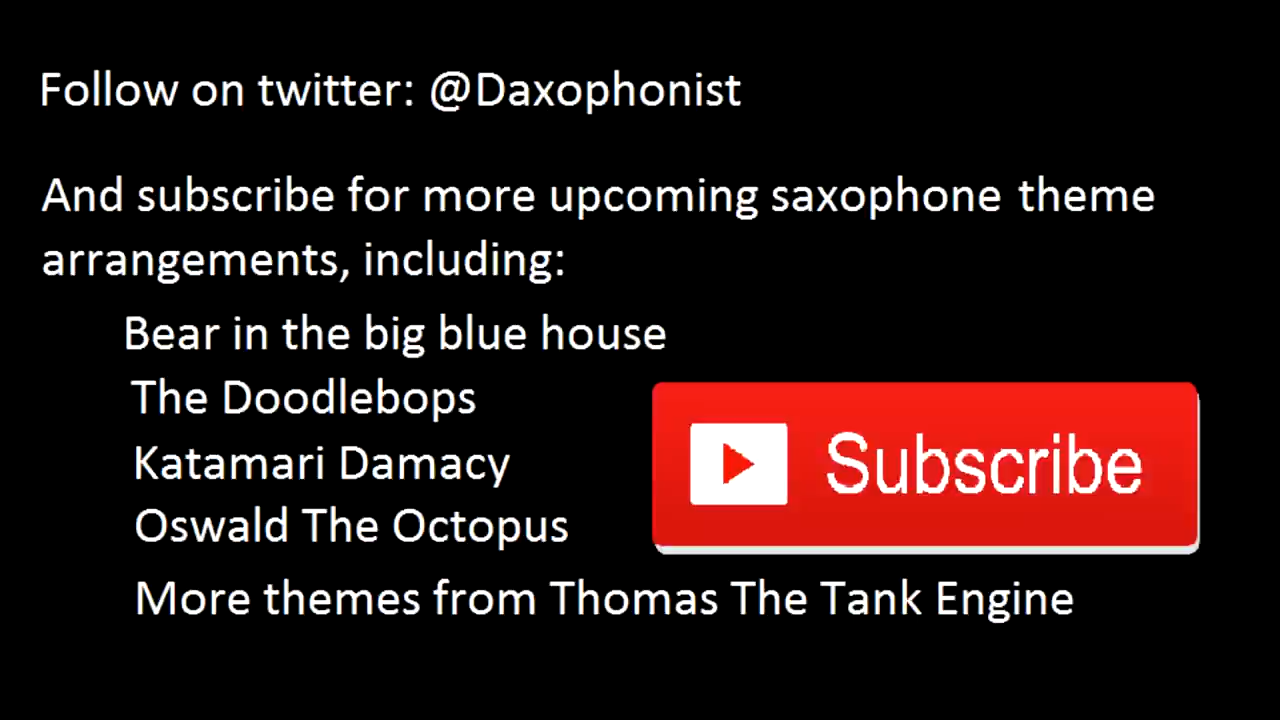 Follow on twitter: @Daxophonist
And subscribe for more upcoming saxophone theme
arrangements, including:
Bear in the big blue house
The Doodlebops
Katamari Damacy
Subscribe
Oswald The Octopus
More themes from Thomas The Tank Engine